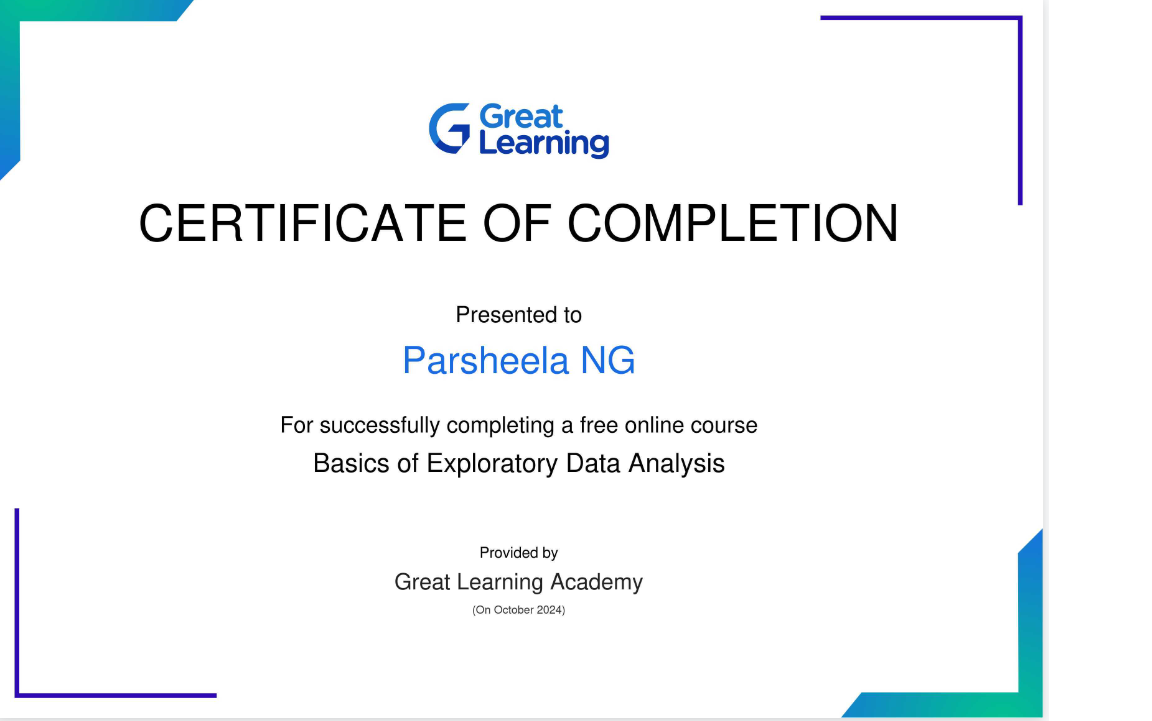 Great
Learning
CERTIFICATE OF COMPLETION
Presented to
Parsheela NG
For successfully completing a free online course
Basics of Exploratory Data Analysis
Provided by
Great Learning Academy
(On October 2024)